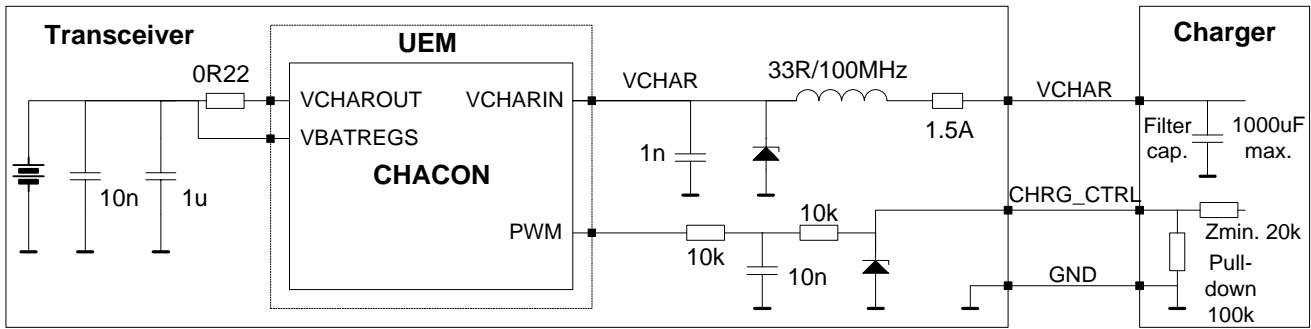 Transceiver
UEM
Charger
0R22
VCHAR
33R/100MHz
VCHAR
VCHAROUT
VCHARIN
VBATREGS
1.5A
Filter
cap.
1000uF
max.
1n
CHACON
10n
1u
CHRG_CTRL
10k
PWM
10k
Zmin. 20k
10n
GND
Pull-
down
100k